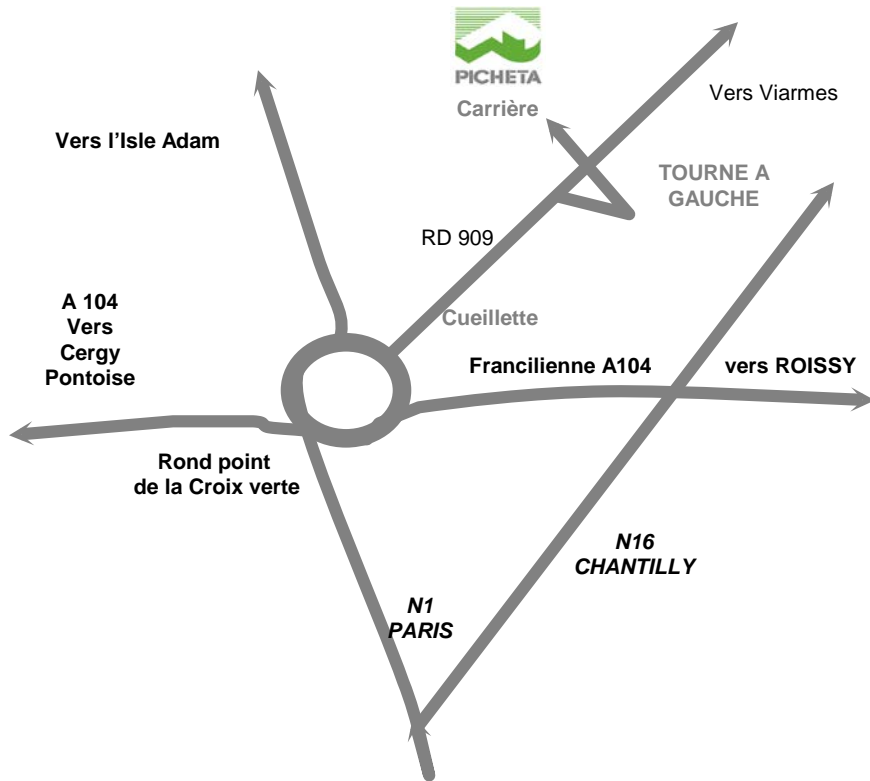 PICHETA
Carrière
Vers Viarmes
Vers l'Isle Adam
TOURNE A
GAUCHE
RD 909
A 104
Vers
Cergy
Pontoise
Cueillette
Francilienne A104
vers ROISSY
Rond point
de la Croix verte
N16
CHANTILLY
N1
PARIS